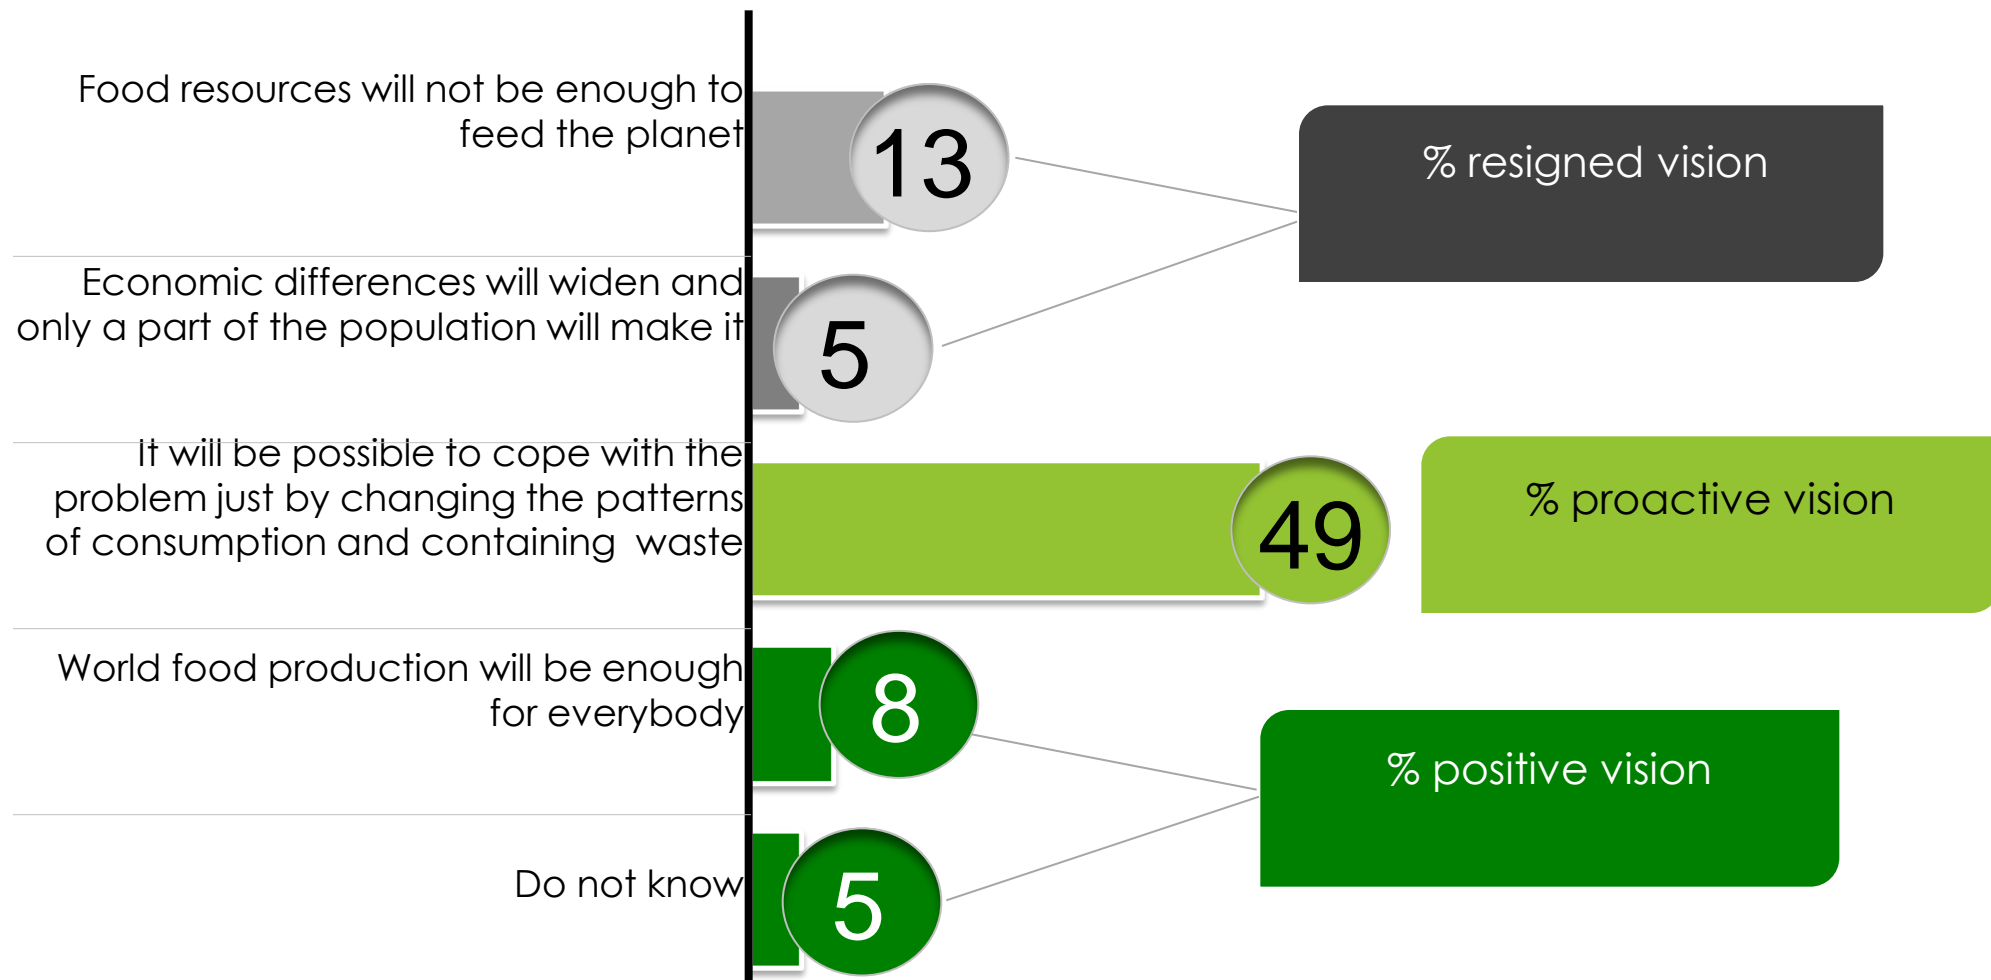 Food resources will not be enough to
feed the planet
13
% resigned vision
Economic differences will widen and
only a part of the population will make it
5
It will be possible to cope with the
problem just by changing the patterns
of consumption and containing  waste
49
% proactive vision
World food production will be enough
for everybody
8
% positive vision
Do not know
5